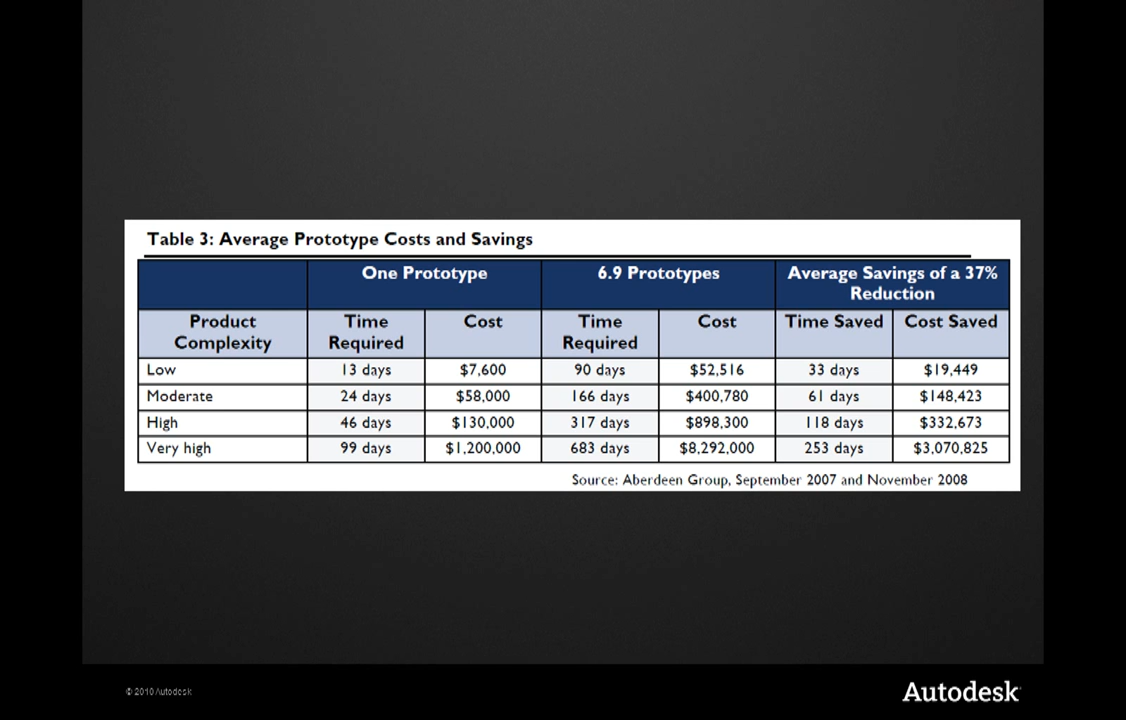 Table 3: Average Prototype Costs and Savings
One Prototype 6.9 Prototypes Average Savings of a 37% Reduction
Product Complexity Time Required Cost Time Required Cost Time Saved Cost Saved
Low 13 days $7,600 90 days $52,516 33 days $19,449
Moderate 24 days $58,000 166 days $400,780 61 days $148,423
High 46 days $130,000 317 days $898,300 118 days $332,673
Very high 99 days $1,200,000 683 days $8,292,000 253 days $3,070,825
Source: Aberdeen Group, September 2007 and November 2008
© 2010 Autodesk
Autodesk